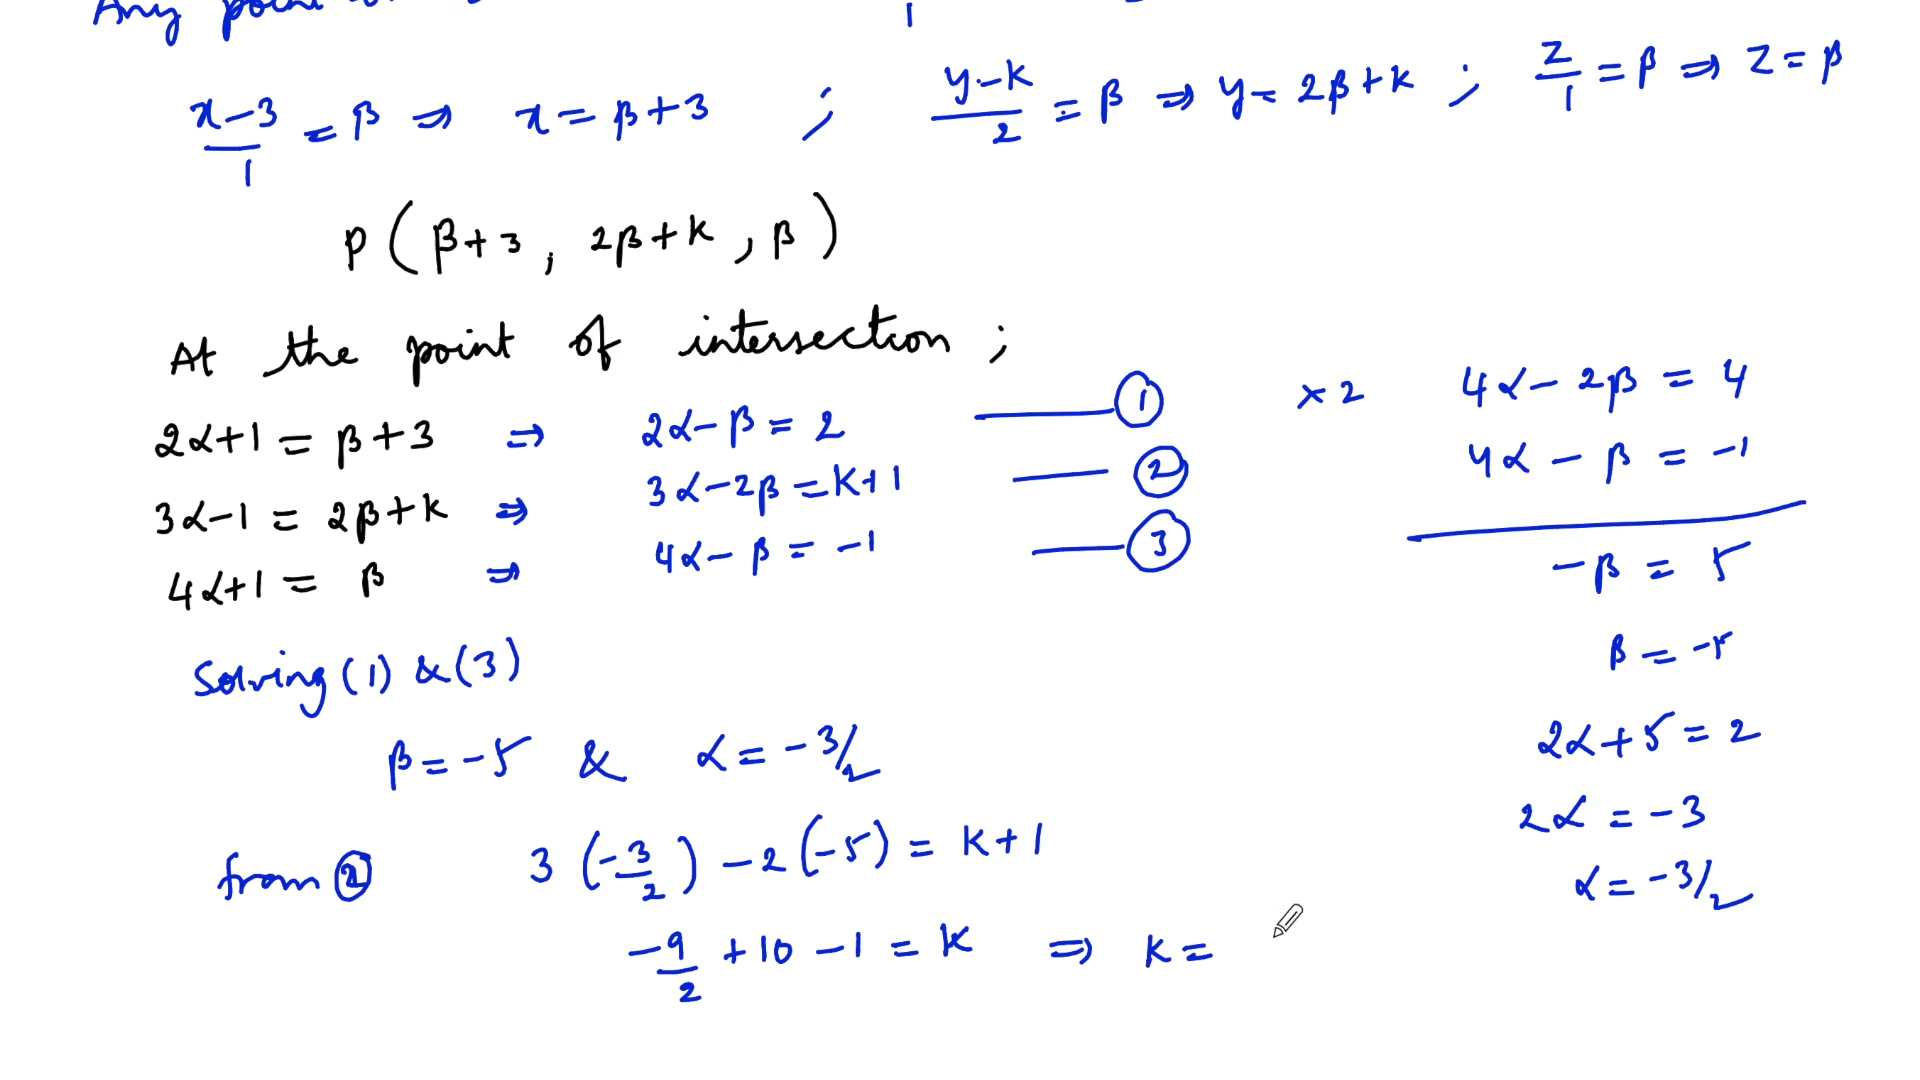 Any point
x-3/1 = β ⇒ x = β+3 ; y-k/2 = β ⇒ y = 2β+k ; z/1 = β ⇒ z = β
P(β+3, 2β+k, β)
At the point of intersection ;
2α+1 = β+3 ⇒ 2α-β = 2 —— ①
3α-1 = 2β+k ⇒ 3α-2β = k+1 —— ②
4α+1 = β ⇒ 4α-β = -1 —— ③
×2 4α-2β = 4
4α-β = -1
-β = 5
β = -5
2α+5 = 2
2α = -3
α = -3/2
Solving (1) & (3)
β = -5 & α = -3/2
from ②  3(-3/2) -2(-5) = k+1
-9/2 +10 -1 = k ⇒ k =